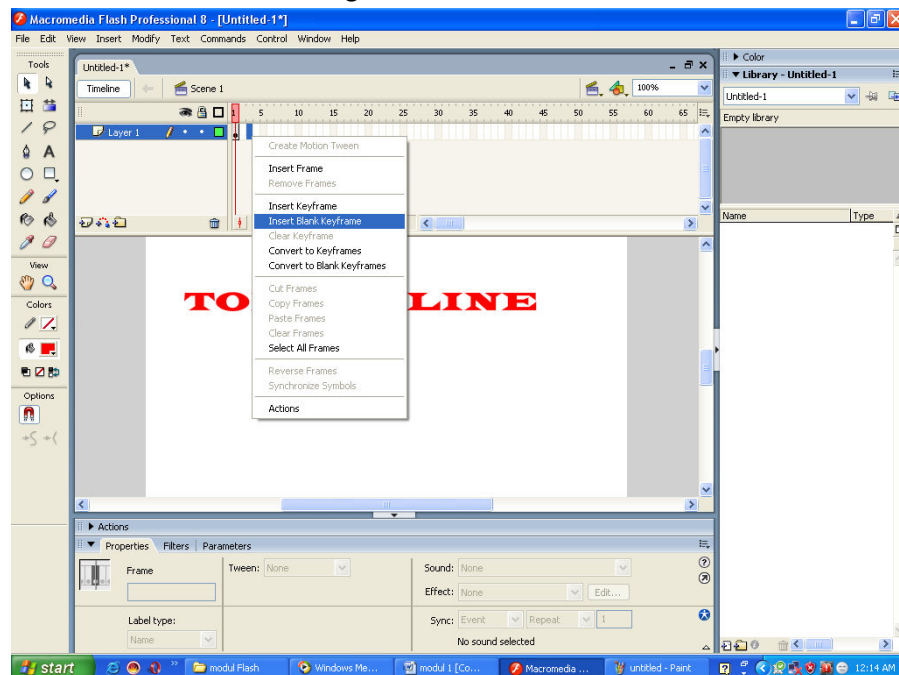 Macromedia Flash Professional 8 - [Untitled-1*]
File Edit View Insert Modify Text Commands Control Window Help
Tools
View
Colors
Options
Untitled-1*
Timeline
Scene 1
100%
1 5 10 15 20 25 30 35 40 45 50 55 60 65
Layer 1
Create Motion Tween
Insert Frame
Remove Frames
Insert Keyframe
Insert Blank Keyframe
Clear Keyframe
Convert to Keyframes
Convert to Blank Keyframes
Cut Frames
Copy Frames
Paste Frames
Clear Frames
Select All Frames
Reverse Frames
Synchronize Symbols
Actions
TO LINE
Color
Library - Untitled-1
Untitled-1
Empty library
Name Type
Actions
Properties Filters Parameters
Frame
Tween: None
Sound: None
Effect: None Edit...
Label type:
Name
Sync: Event Repeat 1
No sound selected
start
modul Flash
Windows Me...
modul 1 [Co...
Macromedia ...
untitled - Paint
12:14 AM